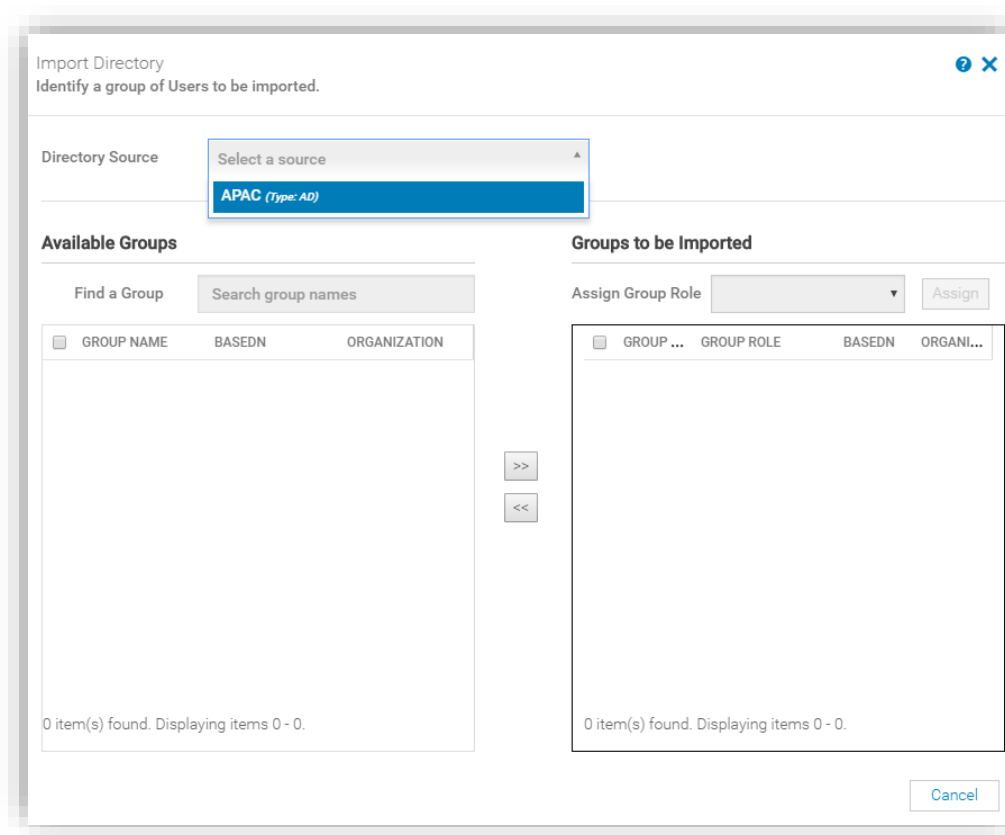 Import Directory
Identify a group of Users to be imported.
Directory Source
Select a source
APAC (Type: AD)
Available Groups
Groups to be Imported
Find a Group
Search group names
Assign Group Role
Assign
GROUP NAME BASEDN ORGANIZATION
GROUP ... GROUP ROLE BASEDN ORGANI...
>>
<<
0 item(s) found. Displaying items 0 - 0.
0 item(s) found. Displaying items 0 - 0.
Cancel